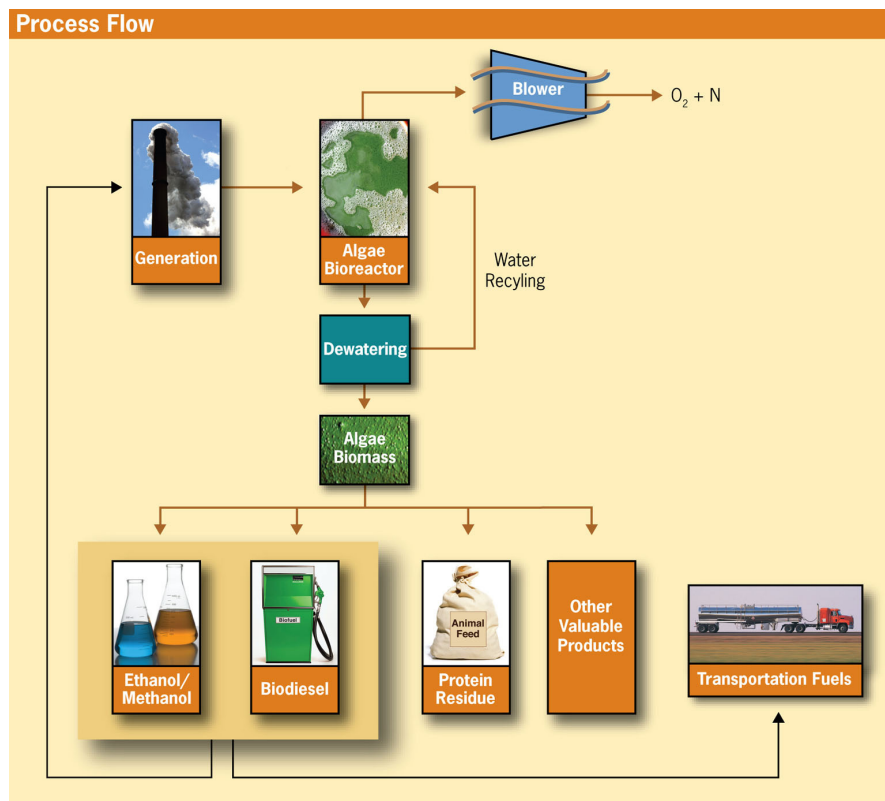 Process Flow
Blower
O₂ + N
Generation
Algae
Bioreactor
Water
Recyling
Dewatering
Algae
Biomass
Ethanol/
Methanol
Biofuel
Biodiesel
Animal
Feed
Protein
Residue
Other
Valuable
Products
Transportation Fuels